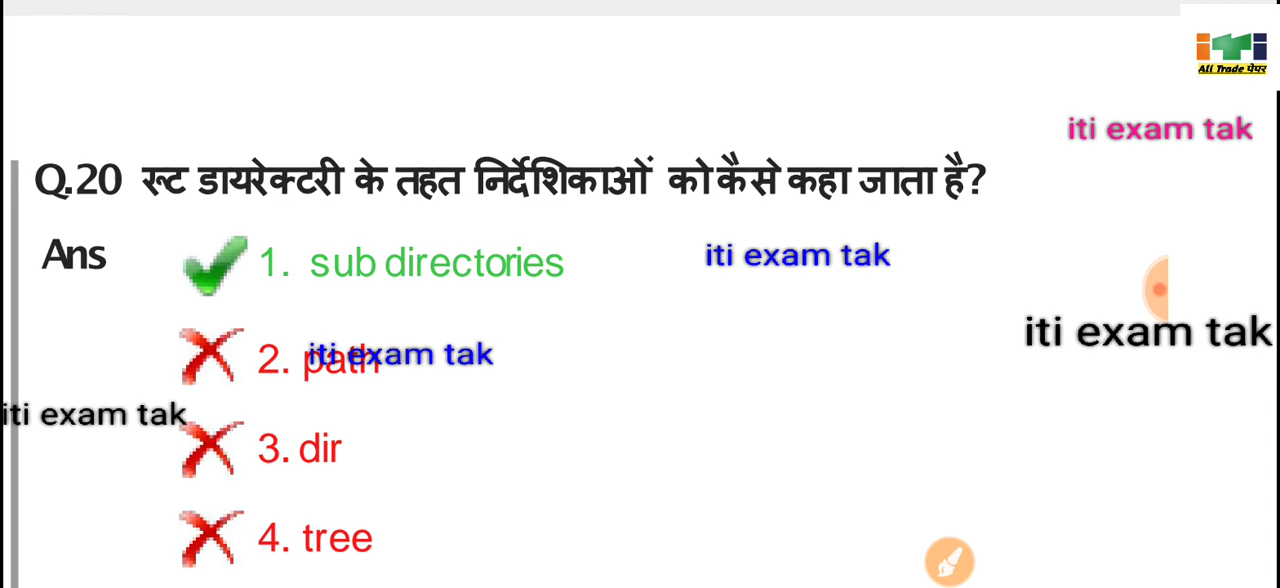 All Trade पेपर
iti exam tak
Q.20 रूट डायरेक्टरी के तहत निर्देशिकाओं को कैसे कहा जाता है?
Ans
1. sub directories
iti exam tak
iti exam tak
2. path
iti exam tak
iti exam tak
3. dir
4. tree